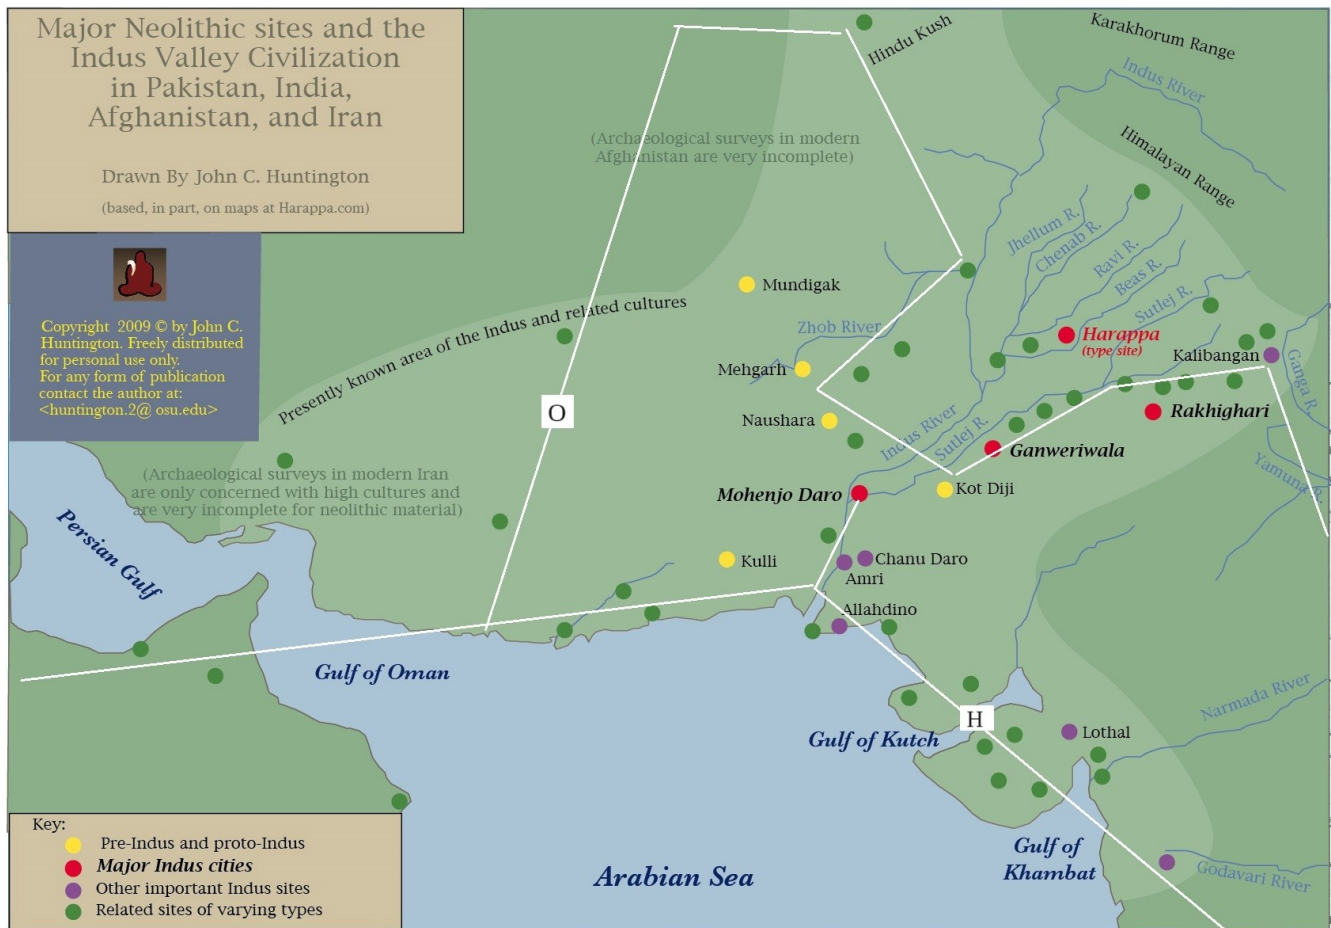 Major Neolithic sites and the
Indus Valley Civilization
in Pakistan, India,
Afghanistan, and Iran
Drawn By John C. Huntington
(based, in part, on maps at Harappa.com)
Copyright 2009 © by John C.
Huntington. Freely distributed
for personal use only.
For any form of publication
contact the author at:
<huntington.2@ osu.edu>
Hindu Kush
Karakhorum Range
Indus River
Himalayan Range
(Archaeological surveys in modern
Afghanistan are very incomplete)
Jhellum R.
Chenab R.
Ravi R.
Beas R.
Sutlej R.
Mundigak
Presently known area of the Indus and related cultures
Zhob River
Harappa
(type site)
Kalibangan
Ganga R.
Mehgarh
O
Naushara
Indus River
Sutlej R.
Rakhighari
Ganweriwala
Yamuna R.
(Archaeological surveys in modern Iran
are only concerned with high cultures and
are very incomplete for neolithic material)
Mohenjo Daro
Kot Diji
Persian Gulf
Kulli
Chanu Daro
Amri
Allahdino
Gulf of Oman
Narmada River
H
Gulf of Kutch
Lothal
Gulf of
Khambat
Arabian Sea
Godavari River
Key:
Pre-Indus and proto-Indus
Major Indus cities
Other important Indus sites
Related sites of varying types